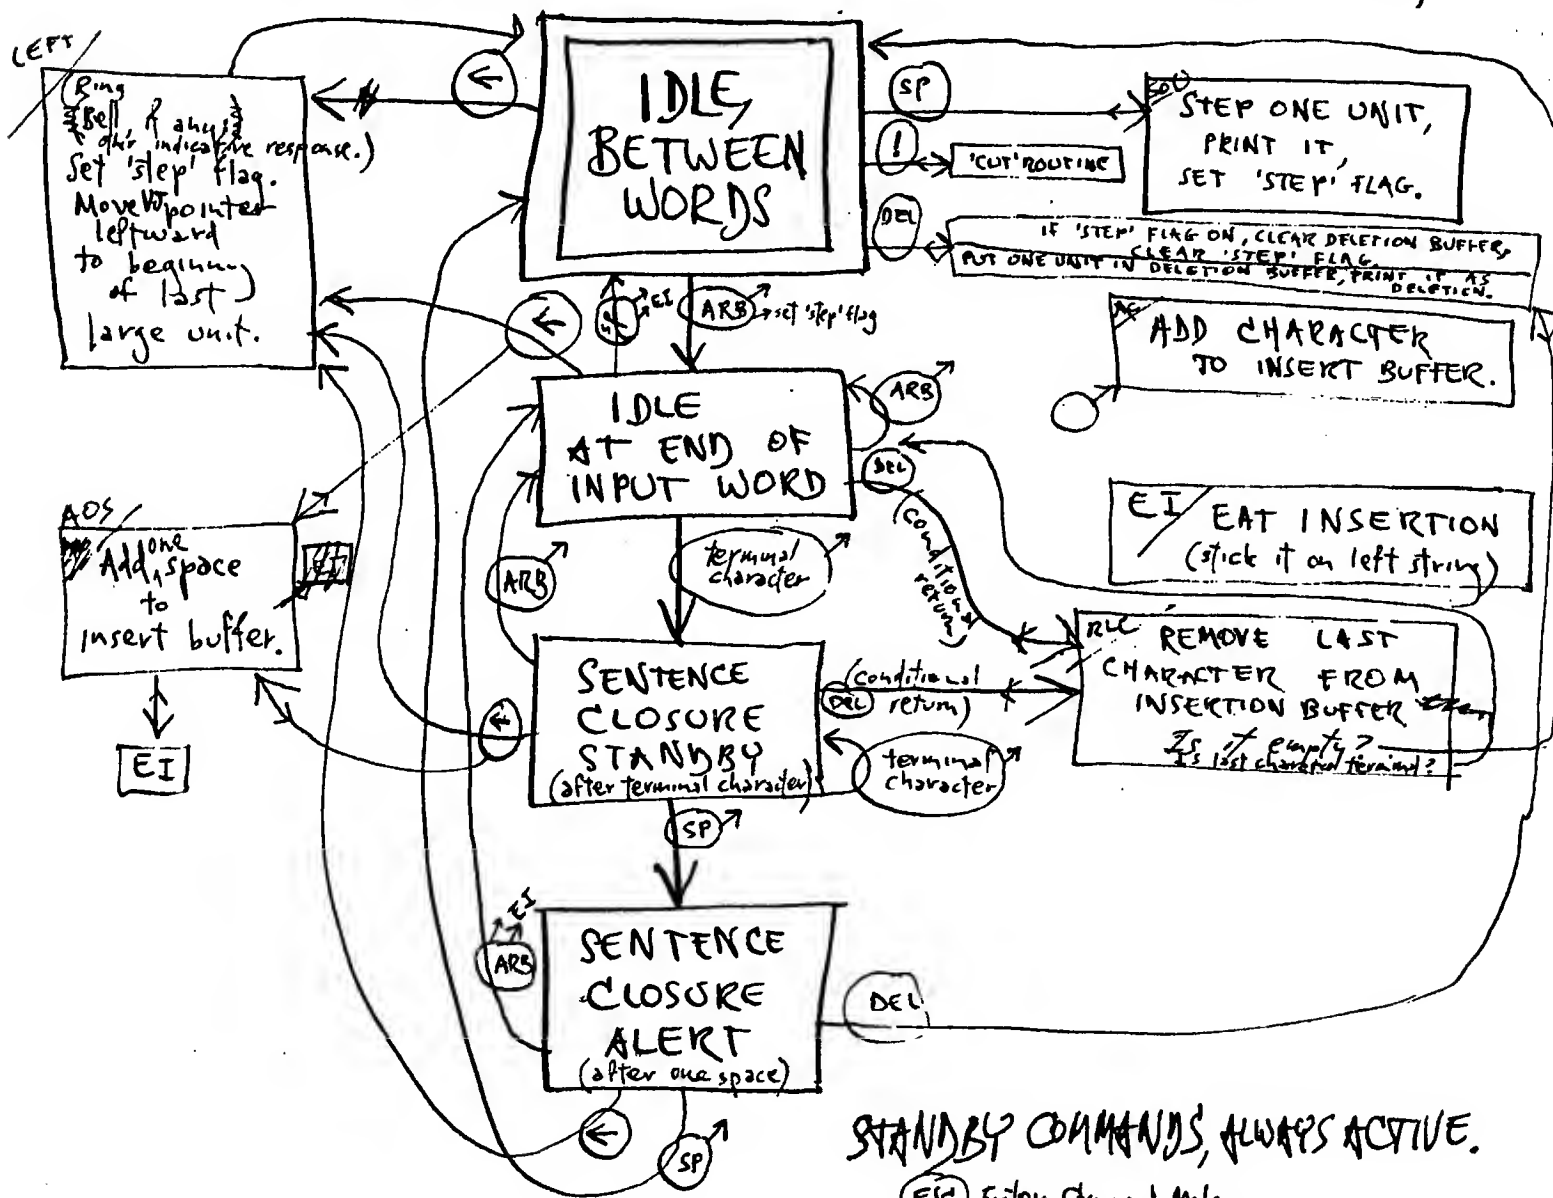 LEFT
(Ring
Bell & any
other indicative response.)
Set 'step' flag.
Move pointer
leftward
to beginning
of last
large unit.
←
IDLE,
BETWEEN
WORDS
SP
!
DEL
STEP ONE UNIT,
PRINT IT,
SET 'STEP' FLAG.
'CUT' ROUTINE
IF 'STEP' FLAG ON, CLEAR DELETION BUFFER,
CLEAR 'STEP' FLAG.
PUT ONE UNIT IN DELETION BUFFER, PRINT IT AS
DELETION.
←
SP
EI
ARB
set 'step' flag
AC
ADD CHARACTER
TO INSERT BUFFER.
IDLE
AT END OF
INPUT WORD
ARB
DEL
(conditional
return)
EI
EAT INSERTION
(stick it on left string)
AOS
Add one space
to
insert buffer.
EI
EI
ARB
terminal
character
SENTENCE
CLOSURE
STANDBY
(after terminal character)
←
(conditional
DEL return)
terminal
character
RLC
REMOVE LAST
CHARACTER FROM
INSERTION BUFFER
Is it empty?
Is last character terminal?
SP
EI
ARB
SENTENCE
CLOSURE
ALERT
(after one space)
DEL
←
SP
STANDBY COMMANDS, ALWAYS ACTIVE.